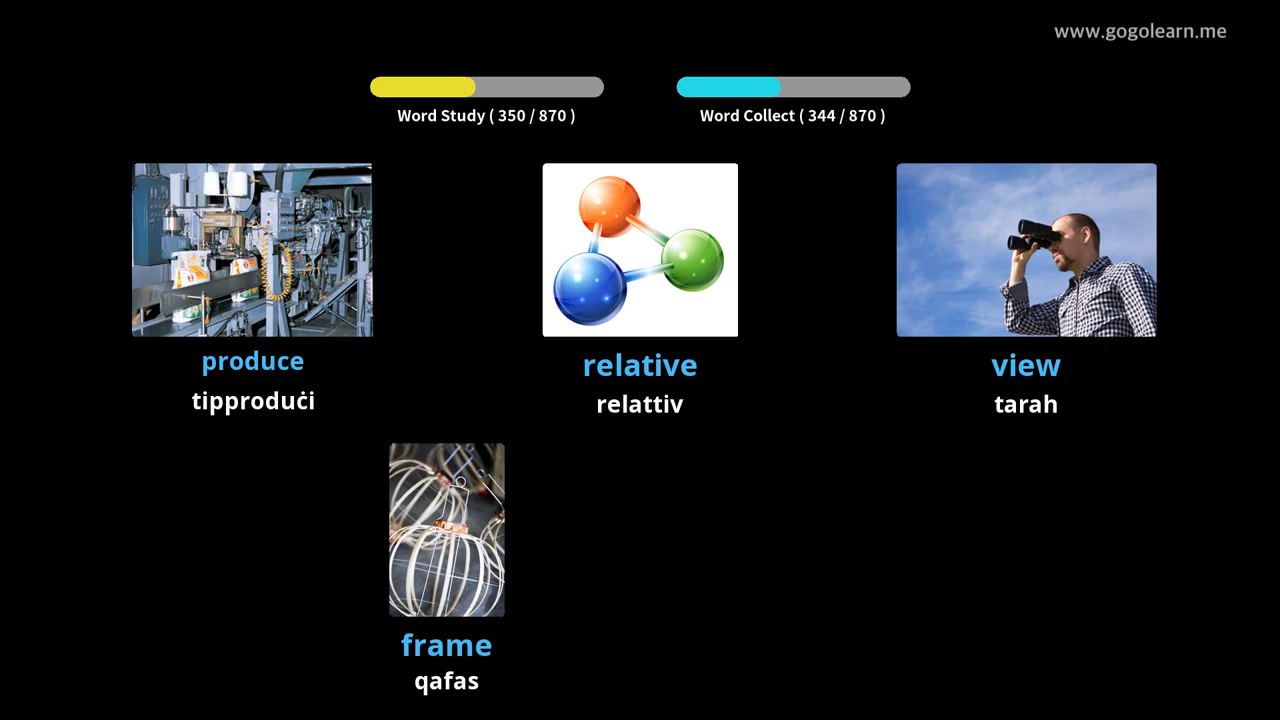 www.gogolearn.me
Word Study ( 350 / 870 )
Word Collect ( 344 / 870 )
produce
tipproduċi
relative
relattiv
view
tarah
frame
qafas